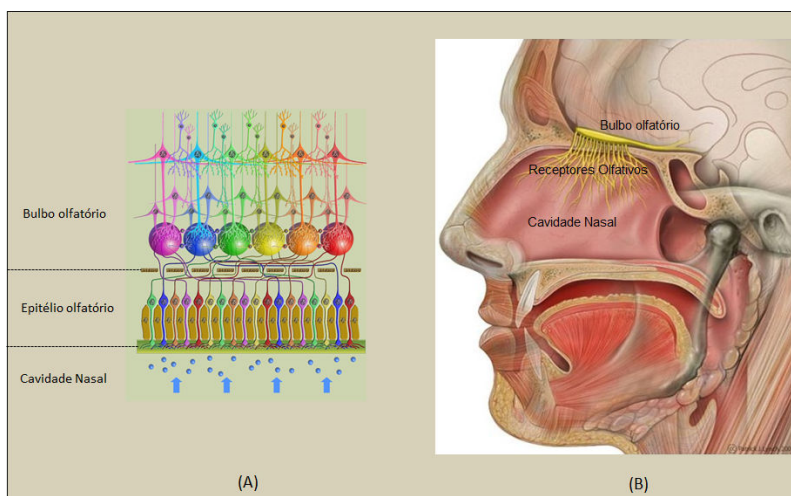 Bulbo olfatório
Epitélio olfatório
Cavidade Nasal
(A)
Bulbo olfatório
Receptores Olfativos
Cavidade Nasal
(B)